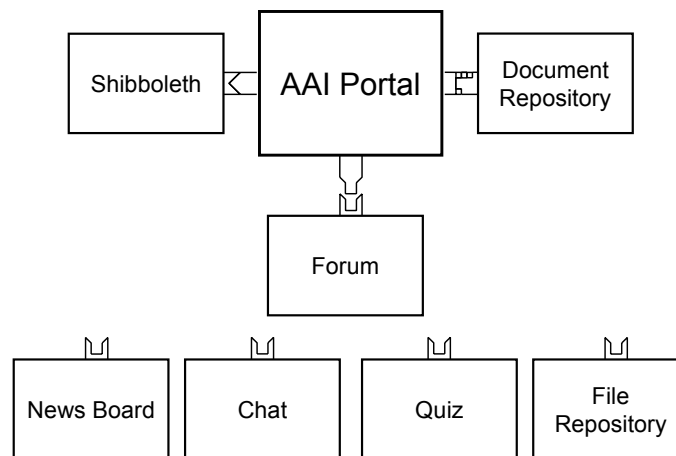 Shibboleth
AAI Portal
Document
Repository
Forum
News Board
Chat
Quiz
File
Repository